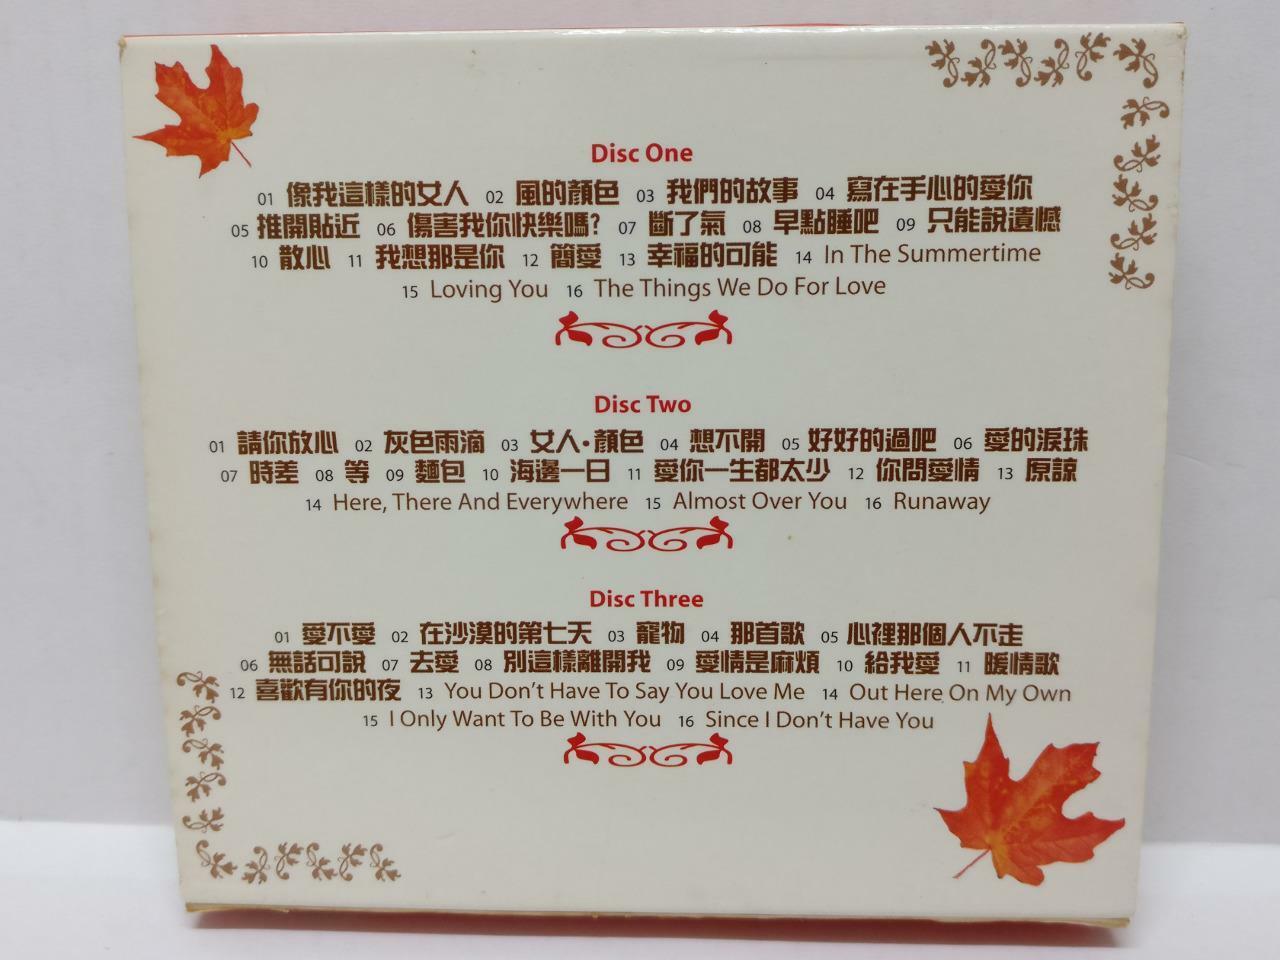 Disc One
01 像我這樣的女人 02 風的顏色 03 我們的故事 04 寫在手心的愛你
05 推開貼近 06 傷害我你快樂嗎? 07 斷了氣 08 早點睡吧 09 只能說遺憾
10 散心 11 我想那是你 12 簡愛 13 幸福的可能 14 In The Summertime
15 Loving You 16 The Things We Do For Love
Disc Two
01 請你放心 02 灰色雨滴 03 女人·顏色 04 想不開 05 好好的過吧 06 愛的淚珠
07 時差 08 等 09 麵包 10 海邊一日 11 愛你一生都太少 12 你問愛情 13 原諒
14 Here, There And Everywhere 15 Almost Over You 16 Runaway
Disc Three
01 愛不愛 02 在沙漠的第七天 03 寵物 04 那首歌 05 心裡那個人不走
06 無話可說 07 去愛 08 別這樣離開我 09 愛情是麻煩 10 給我愛 11 暖情歌
12 喜歡有你的夜 13 You Don't Have To Say You Love Me 14 Out Here On My Own
15 I Only Want To Be With You 16 Since I Don't Have You